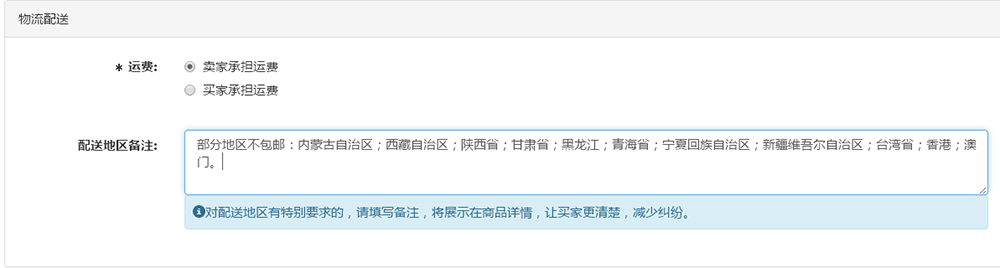 物流配送
* 运费:
卖家承担运费
买家承担运费
配送地区备注:
部分地区不包邮：内蒙古自治区；西藏自治区；陕西省；甘肃省；黑龙江；青海省；宁夏回族自治区；新疆维吾尔自治区；台湾省；香港；澳
门。
对配送地区有特别要求的，请填写备注，将展示在商品详情，让买家更清楚，减少纠纷。